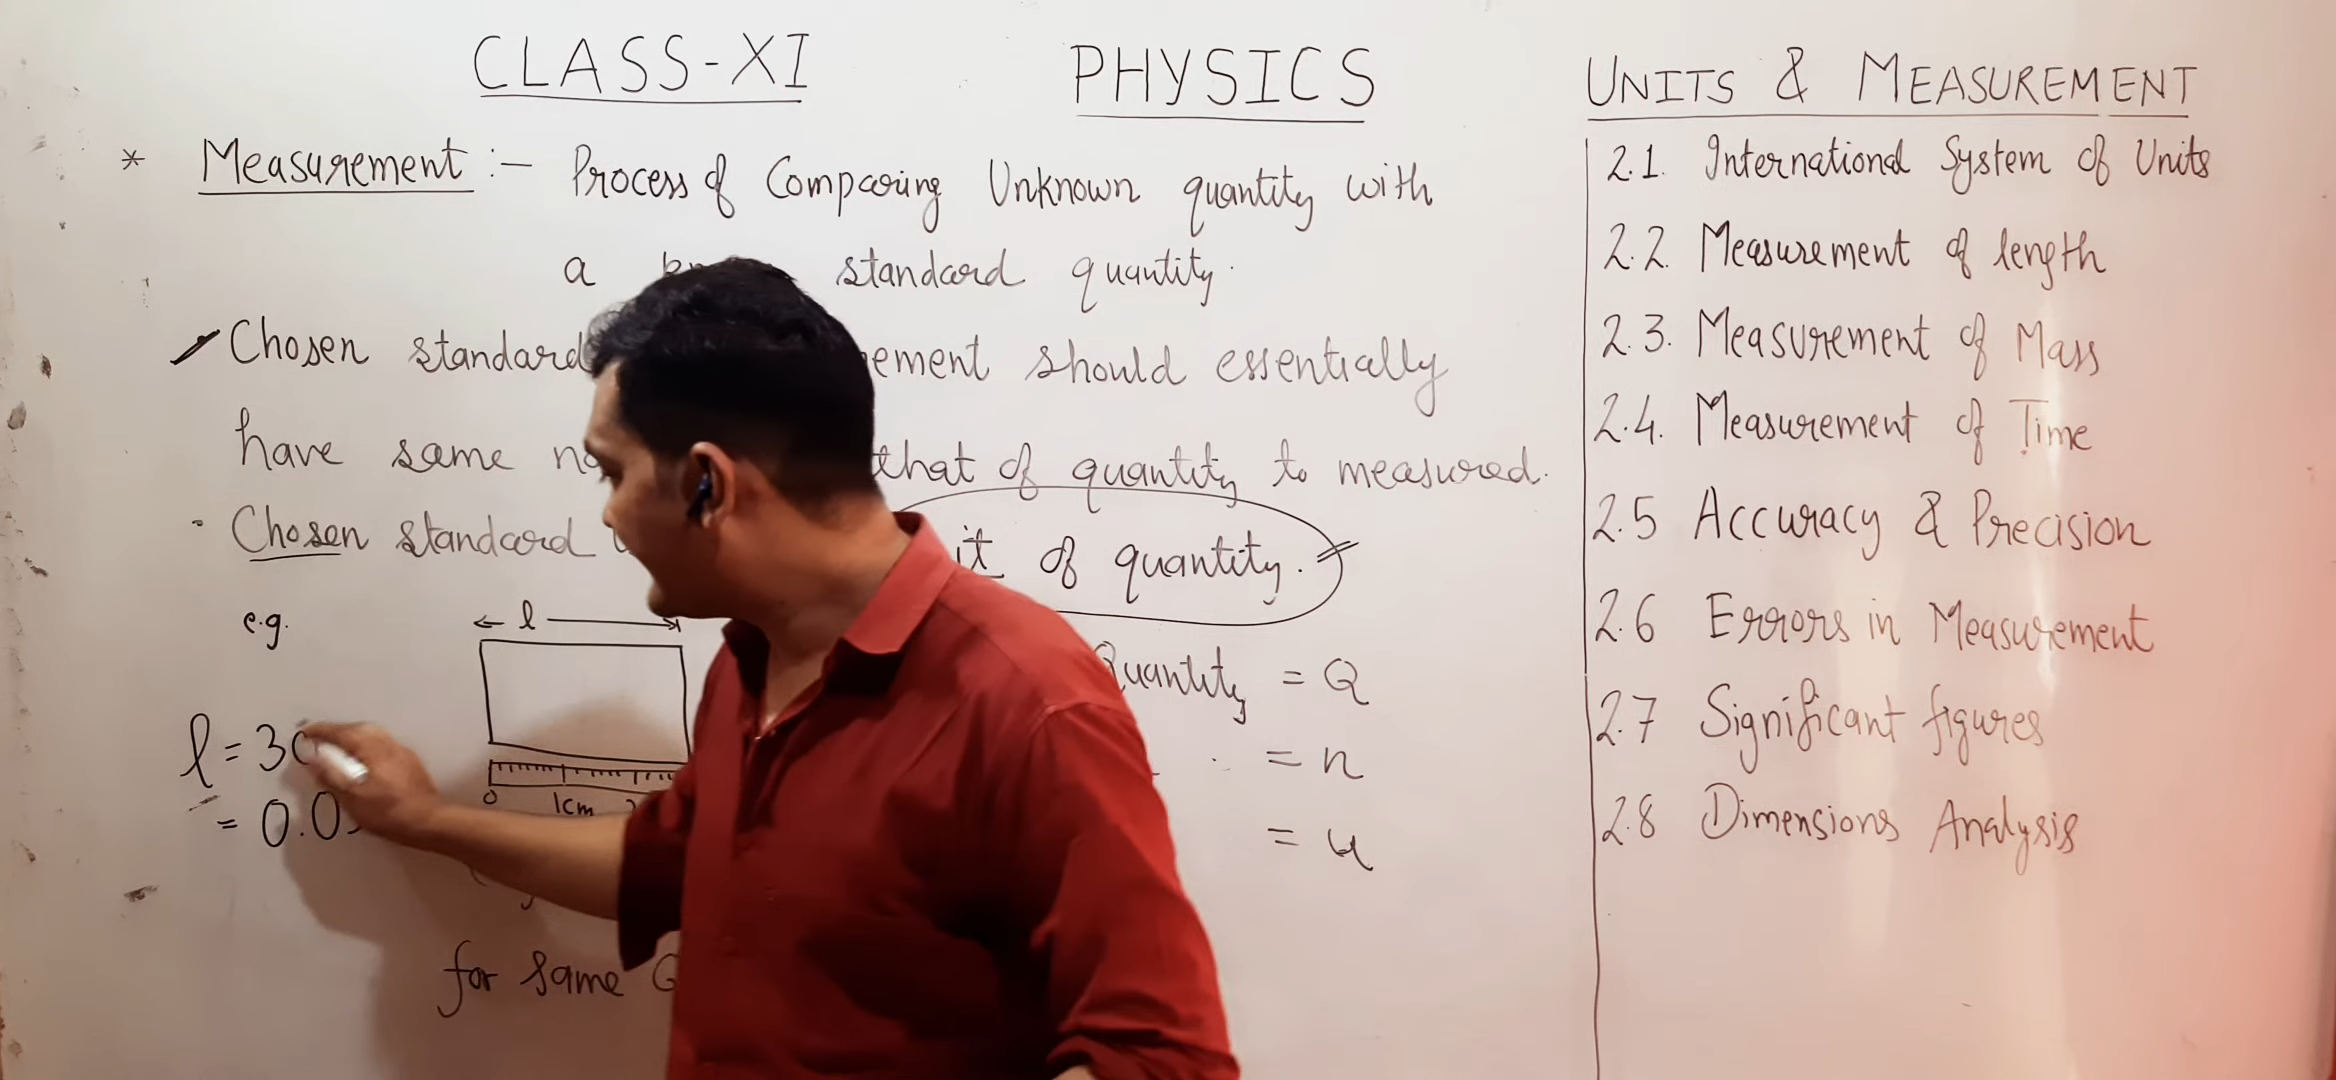 CLASS-XI
PHYSICS
UNITS & MEASUREMENT
* Measurement :- Process of Comparing Unknown quantity with
a standard quantity.
Chosen standard ement should essentially
have same that of quantity to measured.
· Chosen standard it of quantity.
e.g.
← l →
l = 3
= 0.0
0 1cm
Quantity = Q
= n
= u
for same
2.1. International System of Units
2.2. Measurement of length
2.3. Measurement of Mass
2.4. Measurement of Time
2.5 Accuracy & Precision
2.6 Errors in Measurement
2.7 Significant figures
2.8 Dimensions Analysis